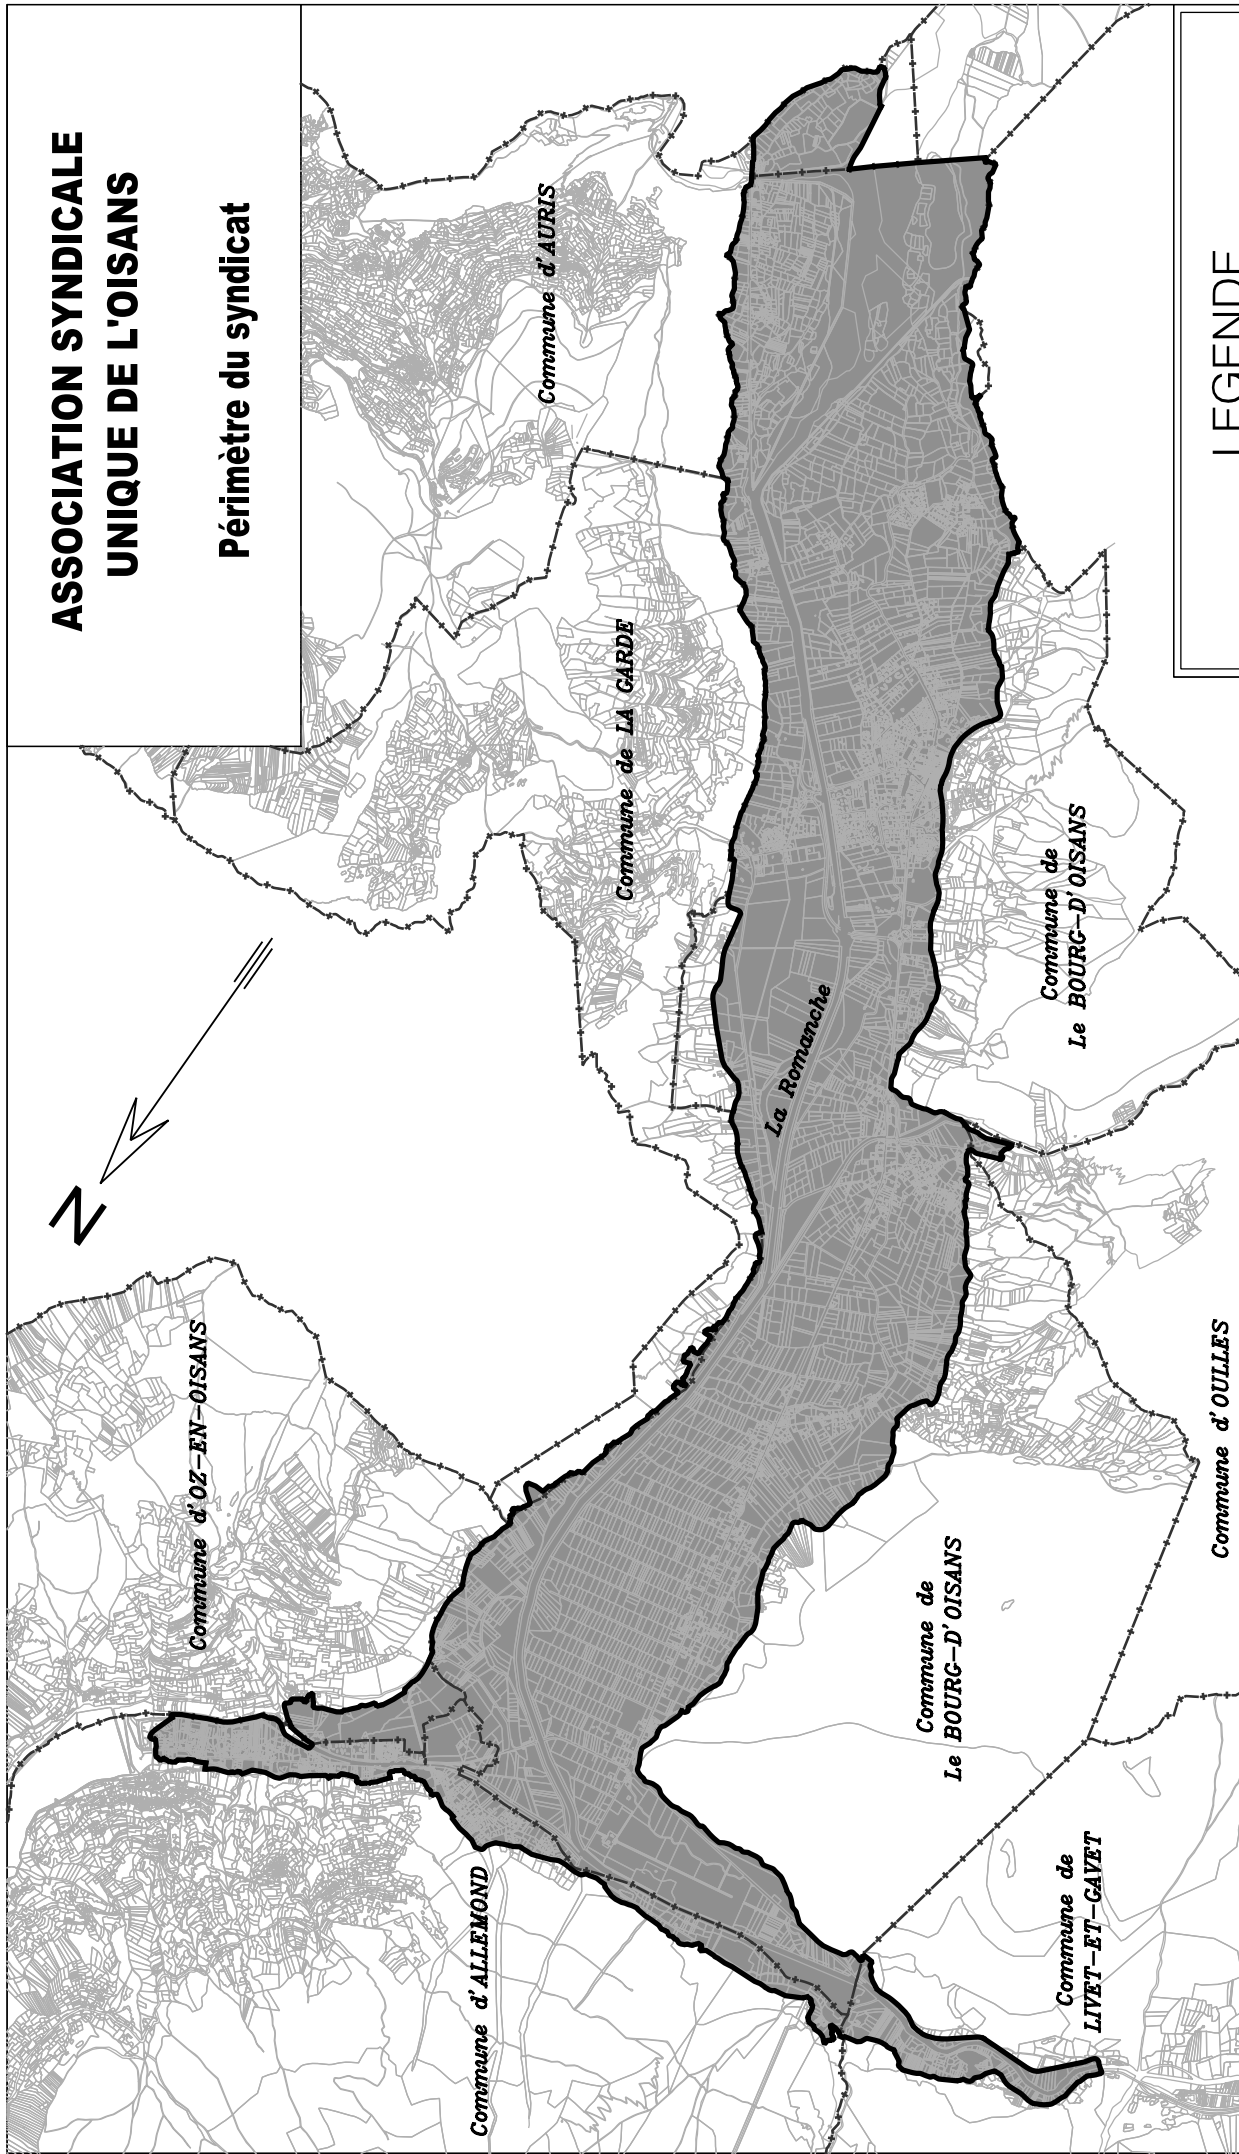 ASSOCIATION SYNDICALE
UNIQUE DE L'OISANS
Périmètre du syndicat
N
Commune d'AURIS
Commune de LA GARDE
Commune d'OZ-EN-OISANS
Commune d'ALLEMOND
La Romanche
Commune de
Le BOURG-D'OISANS
Commune de
Le BOURG-D'OISANS
Commune de
LIVET-ET-GAVET
Commune d'OULLES
LEGENDE